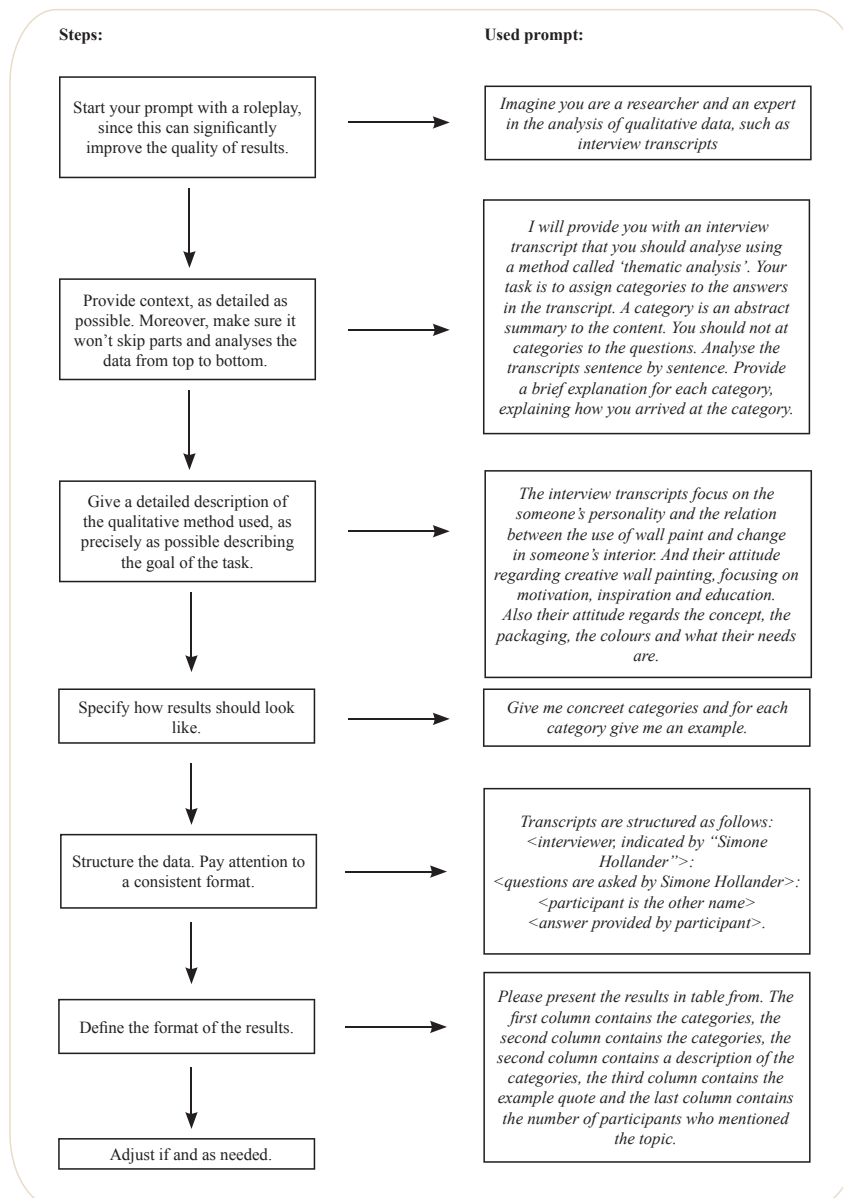 Steps:
Used prompt:
Start your prompt with a roleplay,
since this can significantly
improve the quality of results.
Imagine you are a researcher and an expert
in the analysis of qualitative data, such as
interview transcripts
Provide context, as detailed as
possible. Moreover, make sure it
won't skip parts and analyses the
data from top to bottom.
I will provide you with an interview
transcript that you should analyse using
a method called ‘thematic analysis’. Your
task is to assign categories to the answers
in the transcript. A category is an abstract
summary to the content. You should not at
categories to the questions. Analyse the
transcripts sentence by sentence. Provide
a brief explanation for each category,
explaining how you arrived at the category.
Give a detailed description of
the qualitative method used, as
precisely as possible describing
the goal of the task.
The interview transcripts focus on the
someone’s personality and the relation
between the use of wall paint and change
in someone’s interior. And their attitude
regarding creative wall painting, focusing on
motivation, inspiration and education.
Also their attitude regards the concept, the
packaging, the colours and what their needs
are.
Specify how results should look
like.
Give me concreet categories and for each
category give me an example.
Structure the data. Pay attention to
a consistent format.
Transcripts are structured as follows:
<interviewer, indicated by “Simone
Hollander”>:
<questions are asked by Simone Hollander>:
<participant is the other name>
<answer provided by participant>.
Define the format of the results.
Please present the results in table from. The
first column contains the categories, the
second column contains the categories, the
second column contains a description of the
categories, the third column contains the
example quote and the last column contains
the number of participants who mentioned
the topic.
Adjust if and as needed.